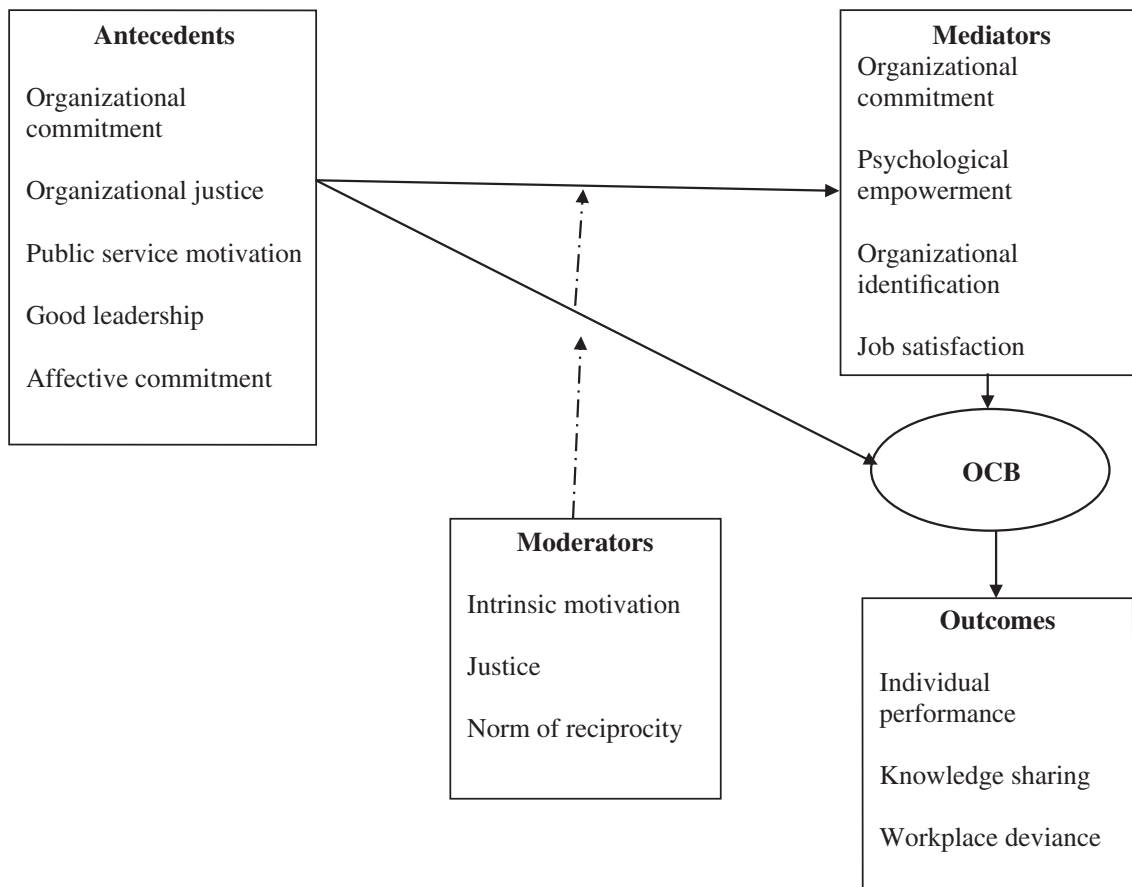 Antecedents
Organizational
commitment
Organizational justice
Public service motivation
Good leadership
Affective commitment
Mediators
Organizational
commitment
Psychological
empowerment
Organizational
identification
Job satisfaction
OCB
Moderators
Intrinsic motivation
Justice
Norm of reciprocity
Outcomes
Individual
performance
Knowledge sharing
Workplace deviance